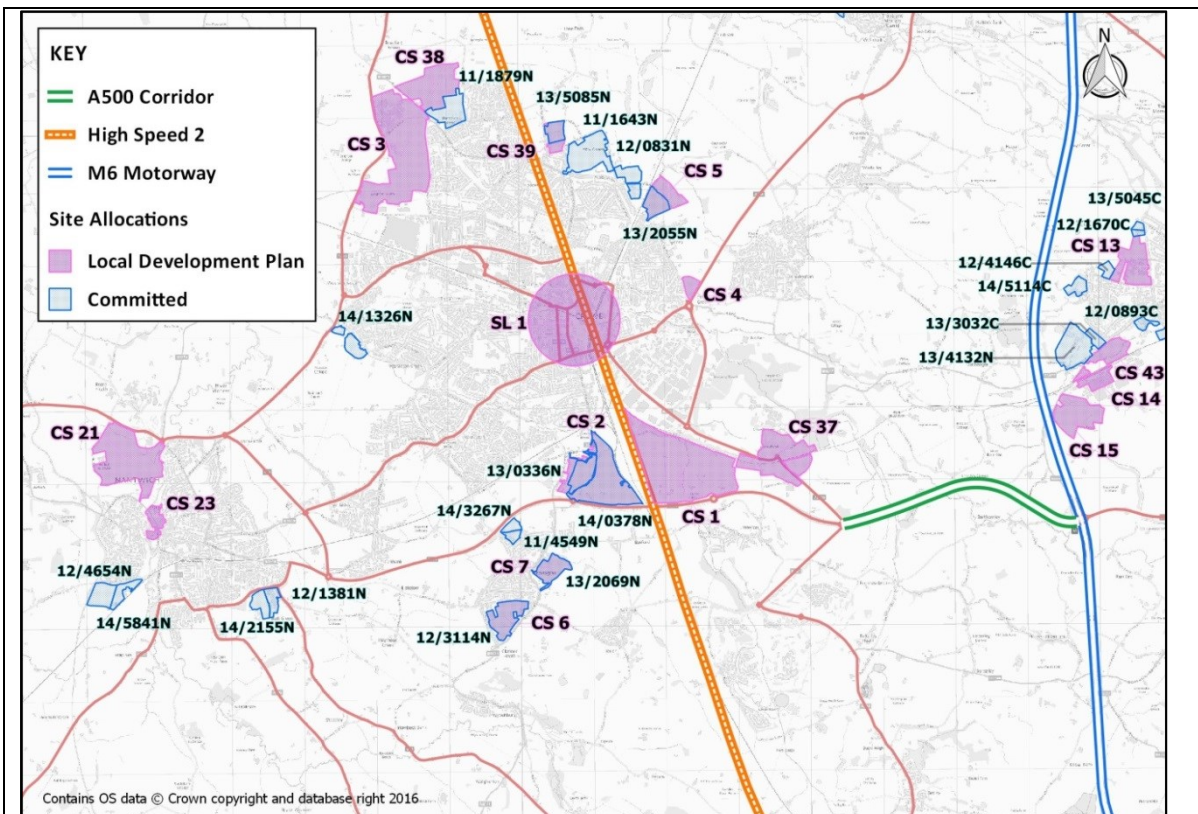 KEY
A500 Corridor
High Speed 2
M6 Motorway
Site Allocations
Local Development Plan
Committed
N
CS 38
11/1879N
13/5085N
11/1643N
CS 3
CS 39
12/0831N
CS 5
13/2055N
13/5045C
12/1670C
CS 13
12/4146C
14/5114C
CS 4
SL 1
14/1326N
12/0893C
13/3032C
13/4132N
CS 43
CS 14
CS 15
CS 21
CS 2
CS 37
NANTWICH
13/0336N
CS 23
14/3267N
14/0378N
CS 1
11/4549N
CS 7
13/2069N
12/4654N
12/1381N
14/5841N
14/2155N
12/3114N
CS 6
Contains OS data © Crown copyright and database right 2016